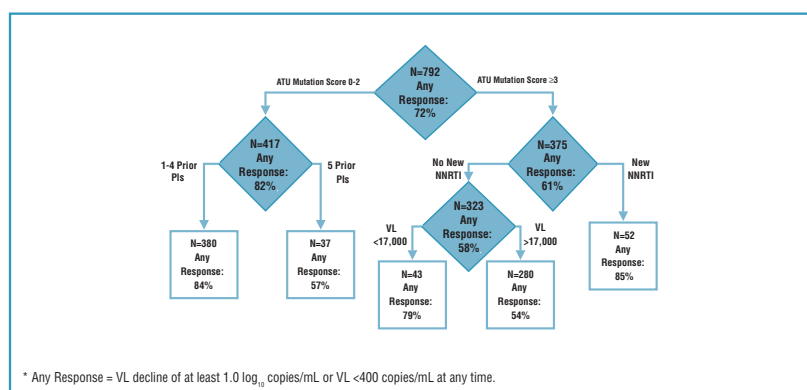 N=792
Any
Response:
72%
ATU Mutation Score 0-2
ATU Mutation Score ≥3
N=417
Any
Response:
82%
N=375
Any
Response:
61%
1-4 Prior
PIs
5 Prior
PIs
No New
NNRTI
New
NNRTI
N=323
Any
Response:
58%
VL
<17,000
VL
>17,000
N=380
Any
Response:
84%
N=37
Any
Response:
57%
N=43
Any
Response:
79%
N=280
Any
Response:
54%
N=52
Any
Response:
85%
* Any Response = VL decline of at least 1.0 log₁₀ copies/mL or VL <400 copies/mL at any time.